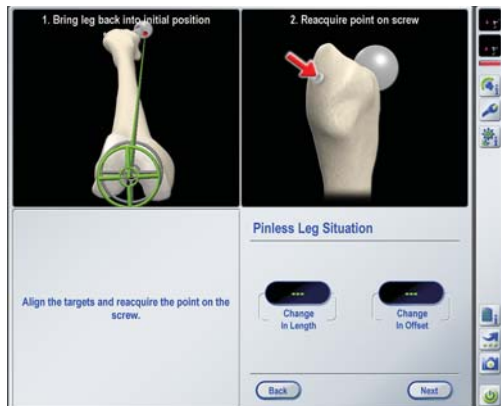 1. Bring leg back into initial position
2. Reacquire point on screw
Align the targets and reacquire the point on the
screw.
Pinless Leg Situation
---
---
Change
In Length
Change
In Offset
Back
Next